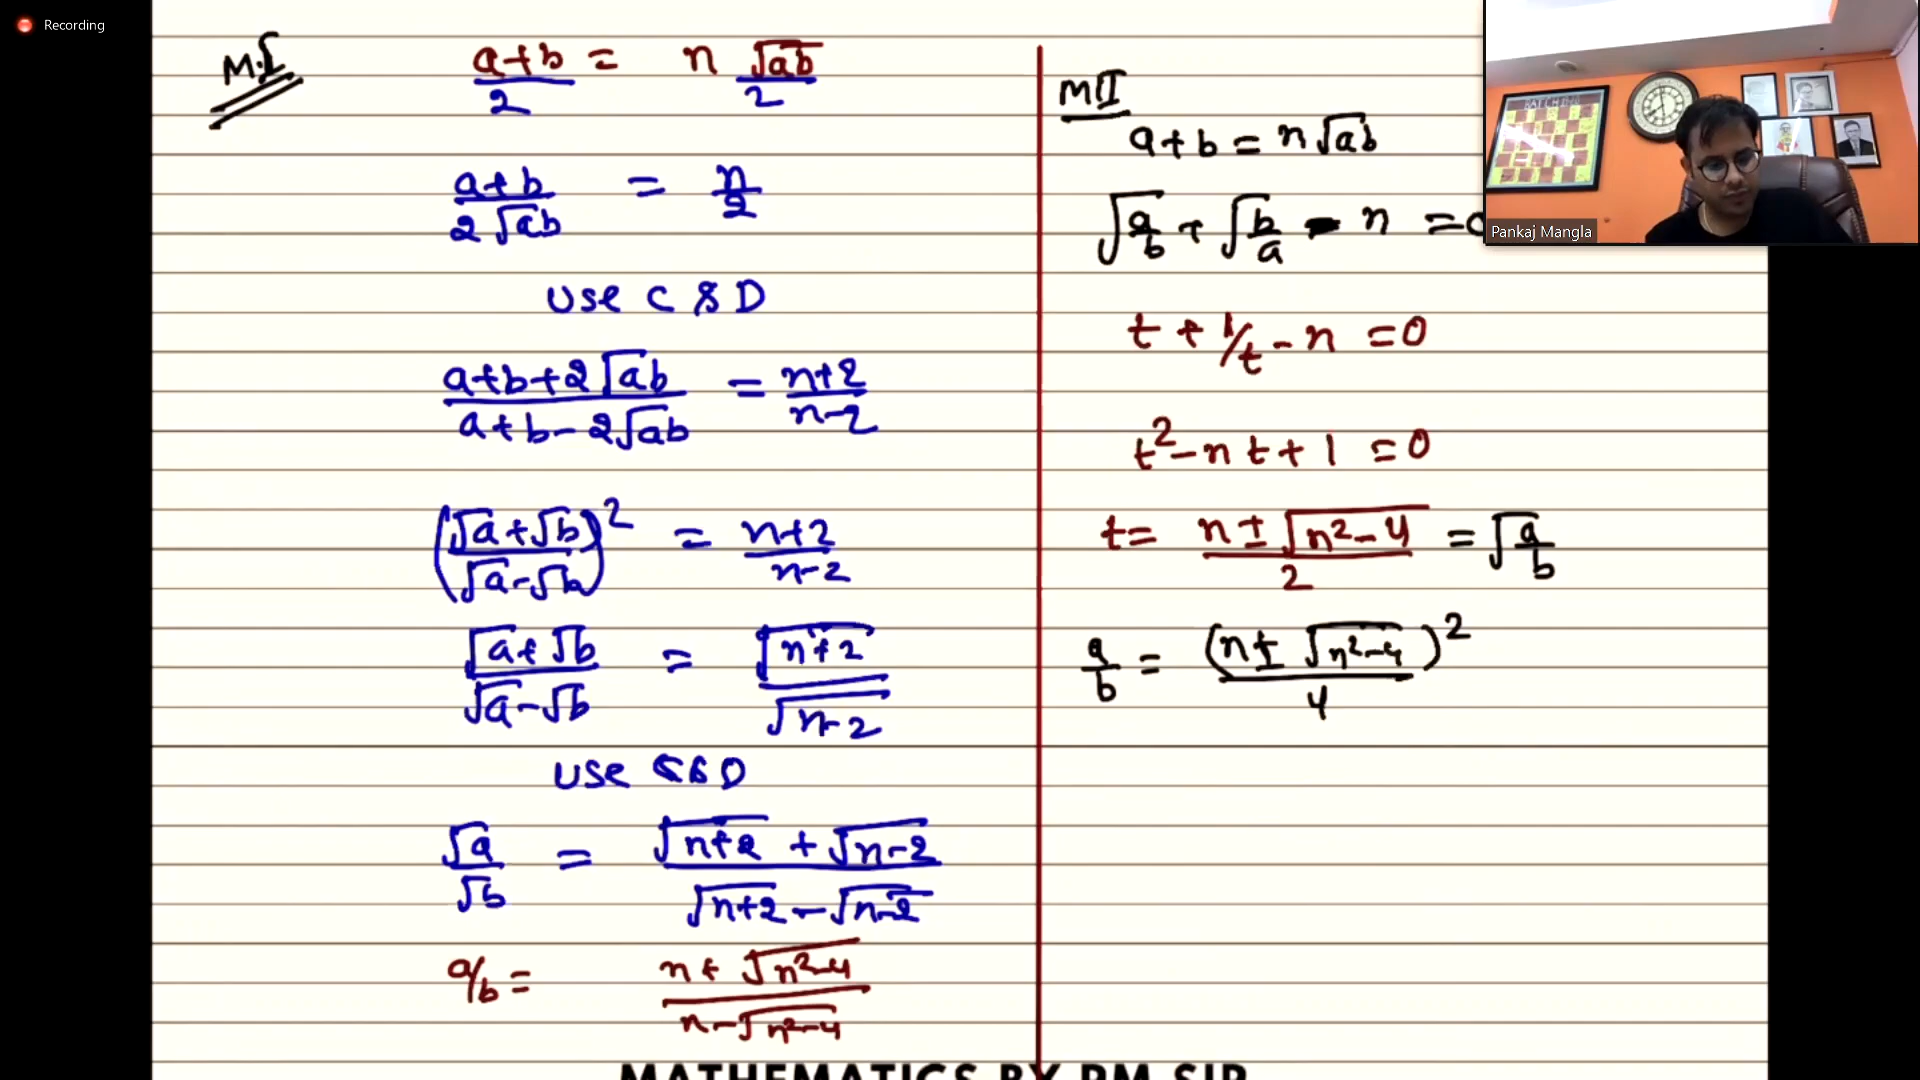 Recording
M.I
a+b/2 = n √ab/2
a+b/2√ab = n/2
Use C & D
a+b+2√ab/a+b-2√ab = n+2/n-2
(√a+√b/√a-√b)² = n+2/n-2
√a+√b/√a-√b = √n+2/√n-2
Use C & D
√a/√b = √n+2 + √n-2/√n+2 - √n-2
a/b = n+√n²-4/n-√n²-4
MII
a+b = n√ab
√a/b + √b/a - n = 0
t + 1/t - n = 0
t² - nt + 1 = 0
t = n ± √n²-4/2 = √a/b
a/b = (n ± √n²-4)²/4
Pankaj Mangla
MATHEMATICS BY PM SIR